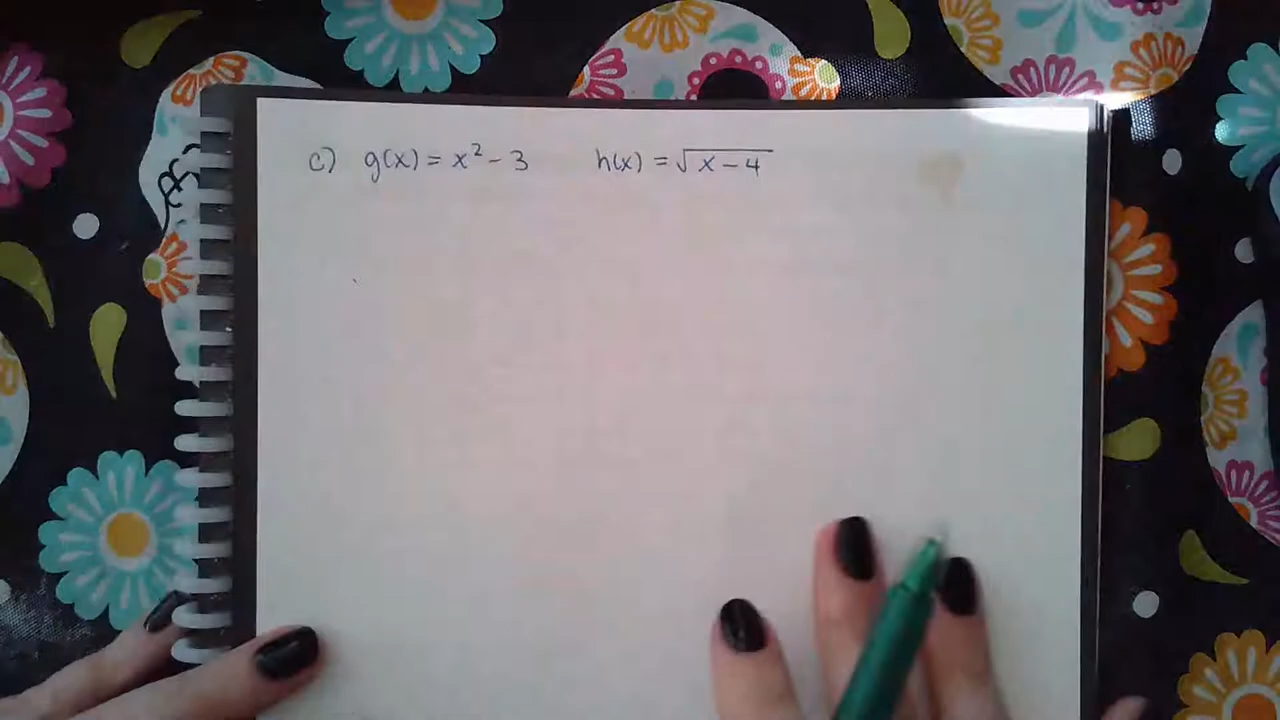 c) g(x) = x² - 3 h(x) = √(x - 4)